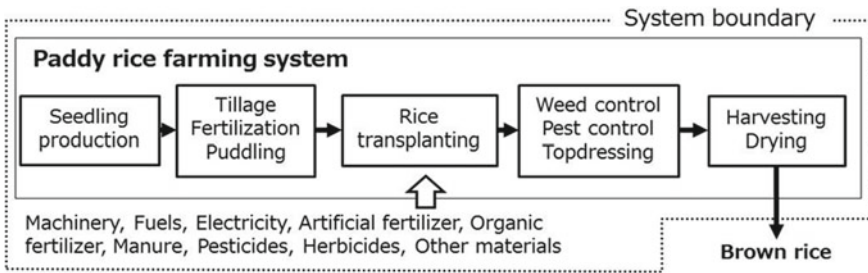 System boundary
Paddy rice farming system
Seedling
production
Tillage
Fertilization
Puddling
Rice
transplanting
Weed control
Pest control
Topdressing
Harvesting
Drying
Machinery, Fuels, Electricity, Artificial fertilizer, Organic
fertilizer, Manure, Pesticides, Herbicides, Other materials
Brown rice